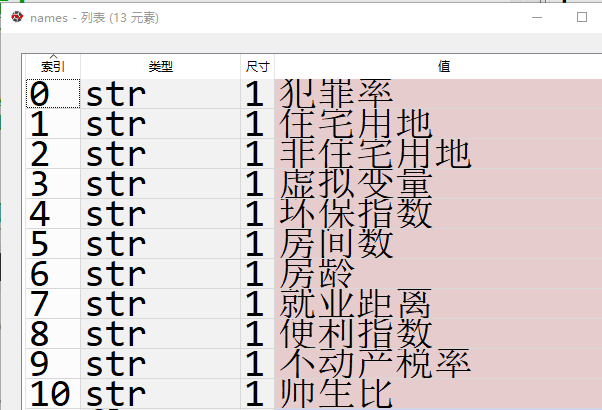 names - 列表 (13 元素)
索引 类型 尺寸 值
0 str 1 犯罪率
1 str 1 住宅用地
2 str 1 非住宅用地
3 str 1 虚拟变量
4 str 1 环保指数
5 str 1 房间数
6 str 1 房龄
7 str 1 就业距离
8 str 1 便利指数
9 str 1 不动产税率
10 str 1 师生比